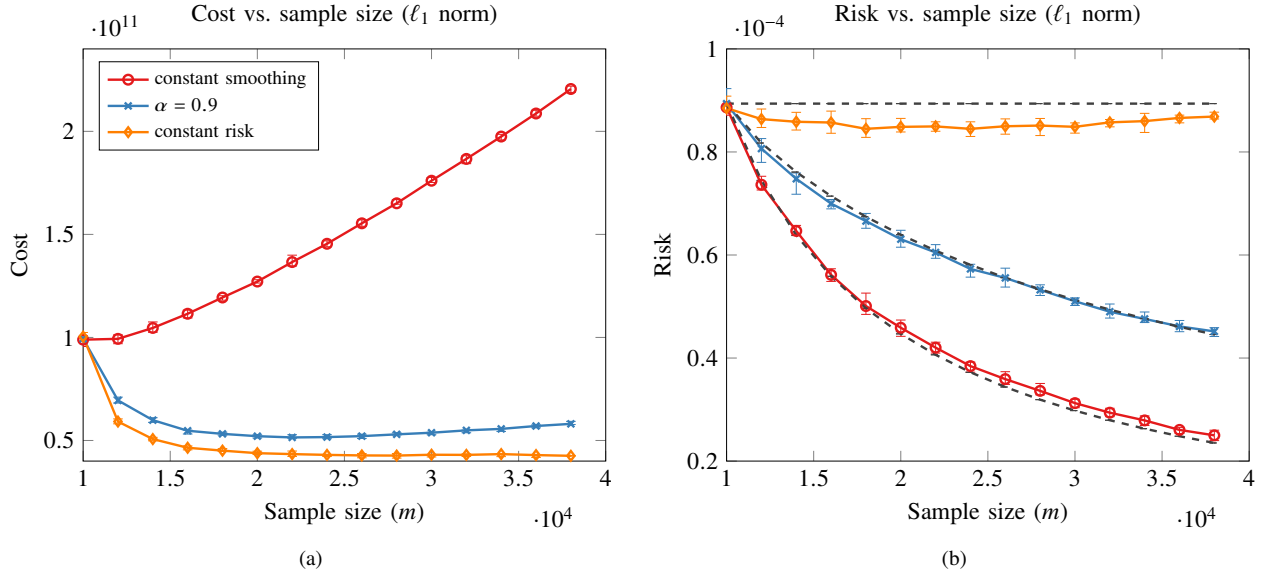 Cost vs. sample size (ℓ1 norm)
·10^11
2
1.5
1
0.5
Cost
constant smoothing
α = 0.9
constant risk
1 1.5 2 2.5 3 3.5 4
Sample size (m)
·10^4
(a)
Risk vs. sample size (ℓ1 norm)
·10^−4
1
0.8
0.6
0.4
0.2
Risk
1 1.5 2 2.5 3 3.5 4
Sample size (m)
·10^4
(b)